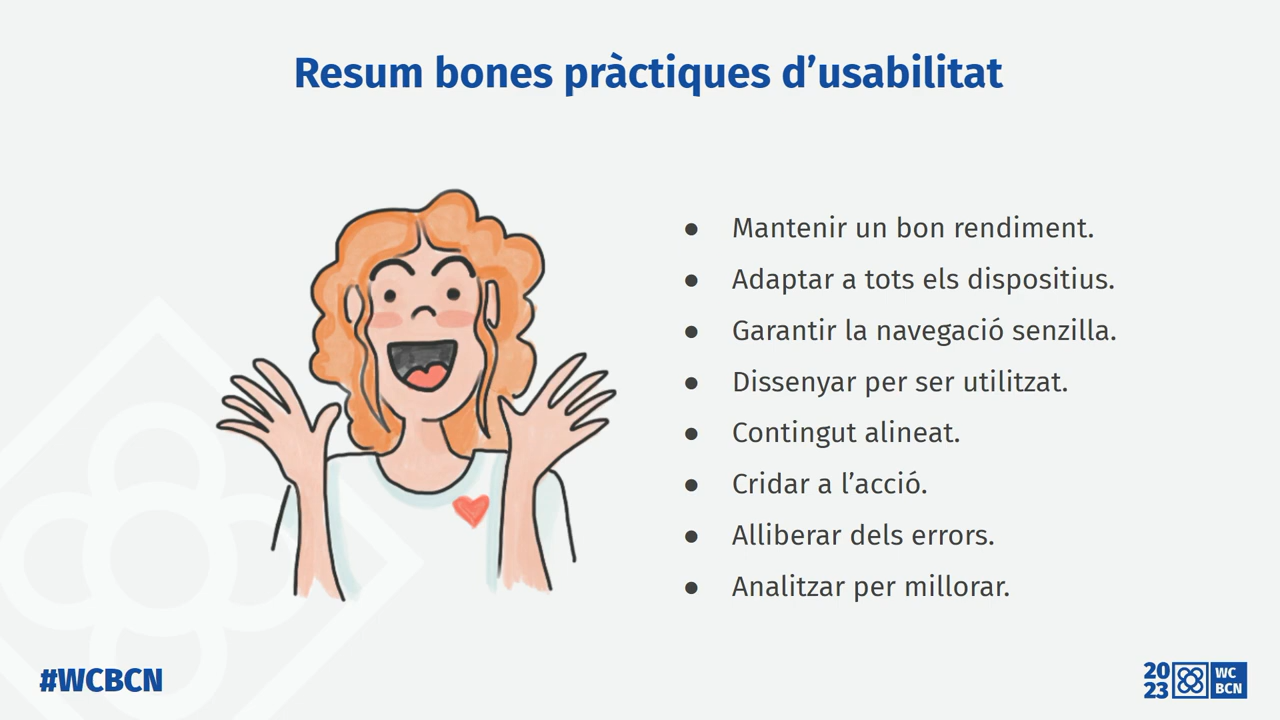 Resum bones pràctiques d’usabilitat
● Mantenir un bon rendiment.
● Adaptar a tots els dispositius.
● Garantir la navegació senzilla.
● Dissenyar per ser utilitzat.
● Contingut alineat.
● Cridar a l’acció.
● Alliberar dels errors.
● Analitzar per millorar.
#WCBCN
20
23
WC
BCN